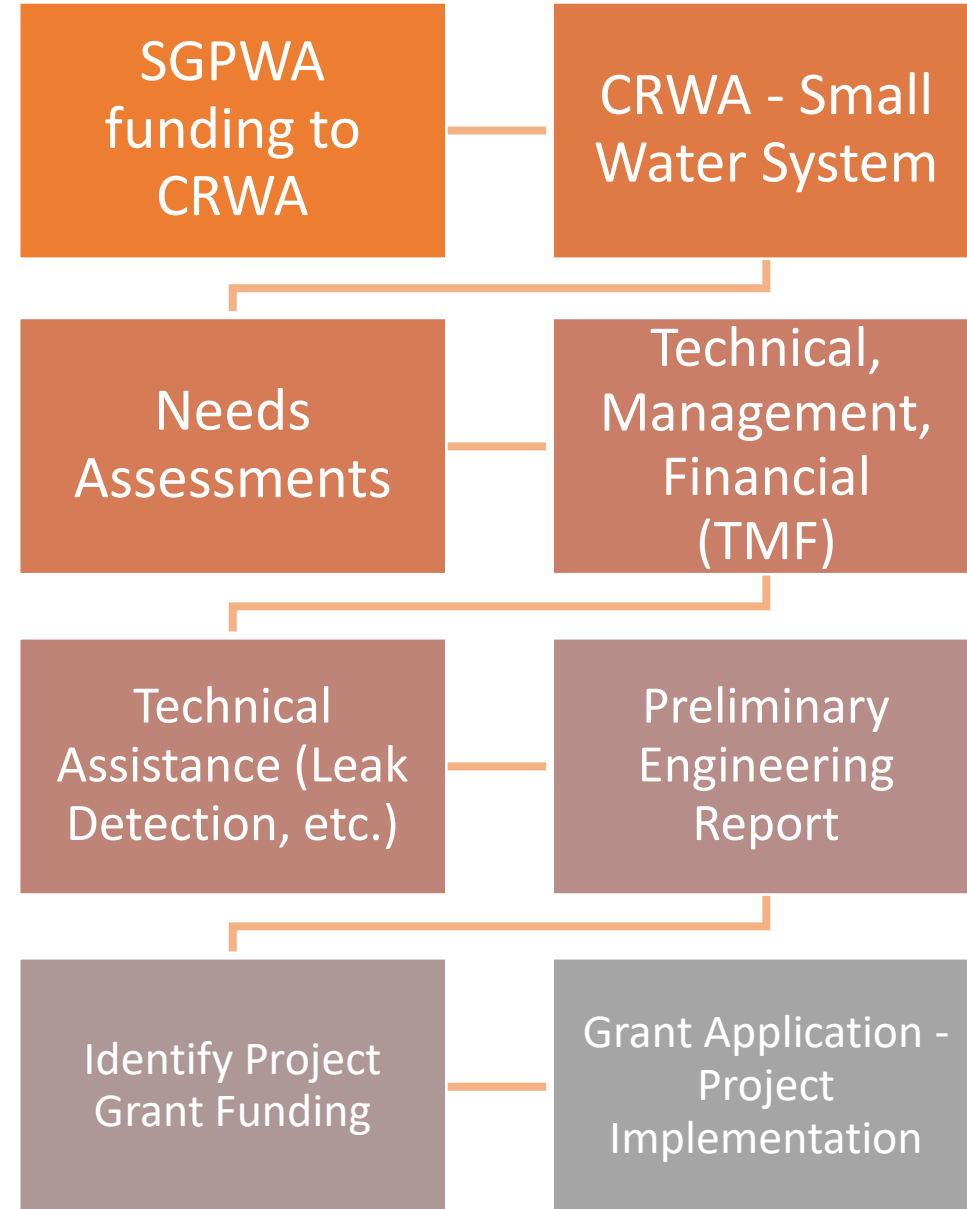 SGPWA
funding to
CRWA
CRWA - Small
Water System
Needs
Assessments
Technical,
Management,
Financial
(TMF)
Technical
Assistance (Leak
Detection, etc.)
Preliminary
Engineering
Report
Identify Project
Grant Funding
Grant Application -
Project
Implementation